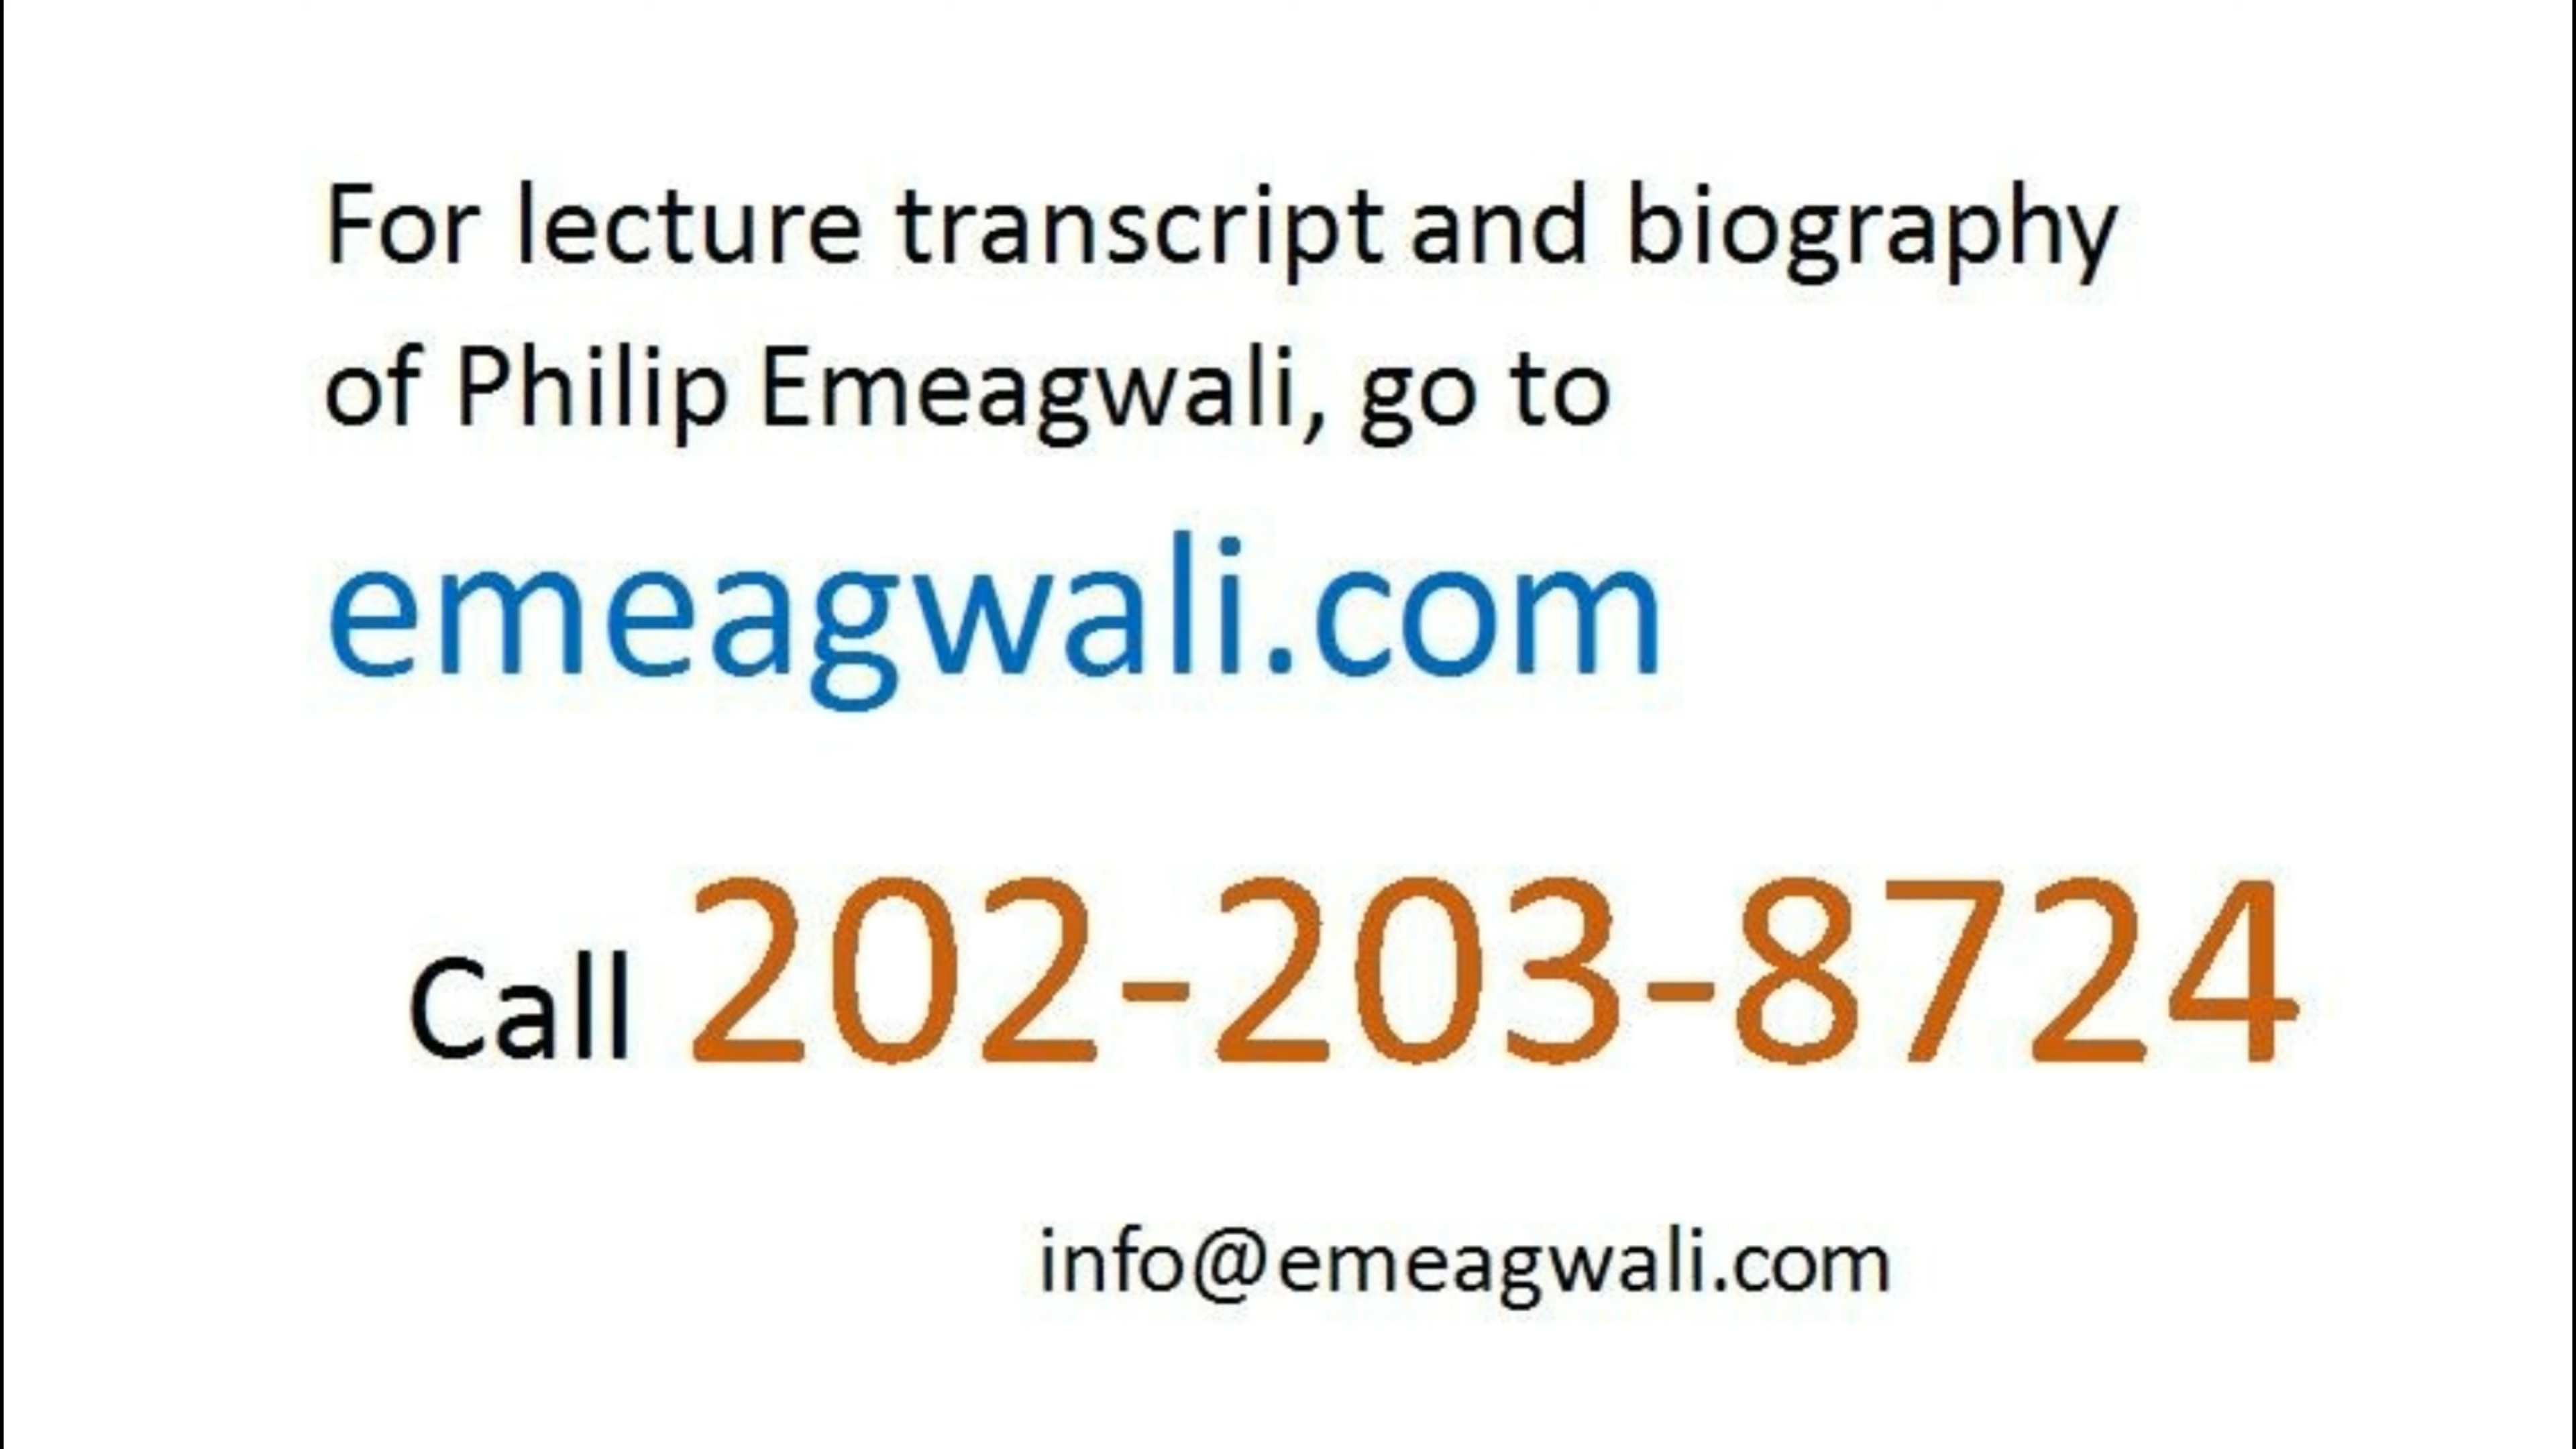 For lecture transcript and biography
of Philip Emeagwali, go to
emeagwali.com
Call 202-203-8724
info@emeagwali.com